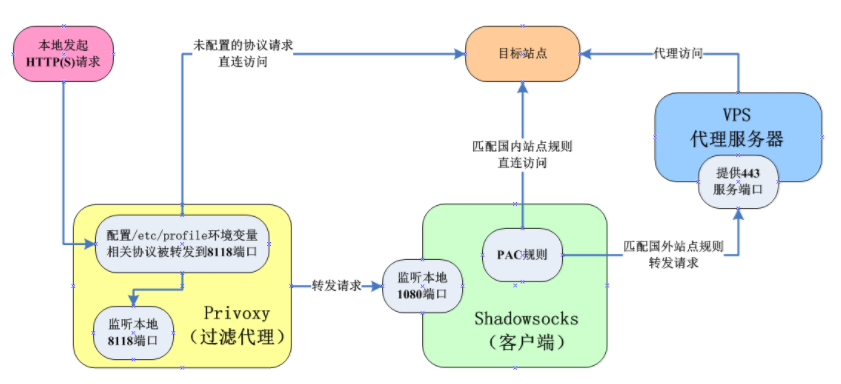 本地发起
HTTP(S)请求
未配置的协议请求
直连访问
目标站点
代理访问
VPS
代理服务器
提供443
服务端口
匹配国内站点规则
直连访问
配置/etc/profile环境变量
相关协议被转发到8118端口
PAC规则
匹配国外站点规则
转发请求
转发请求
监听本地
1080端口
监听本地
8118端口
Privoxy
（过滤代理）
Shadowsocks
（客户端）